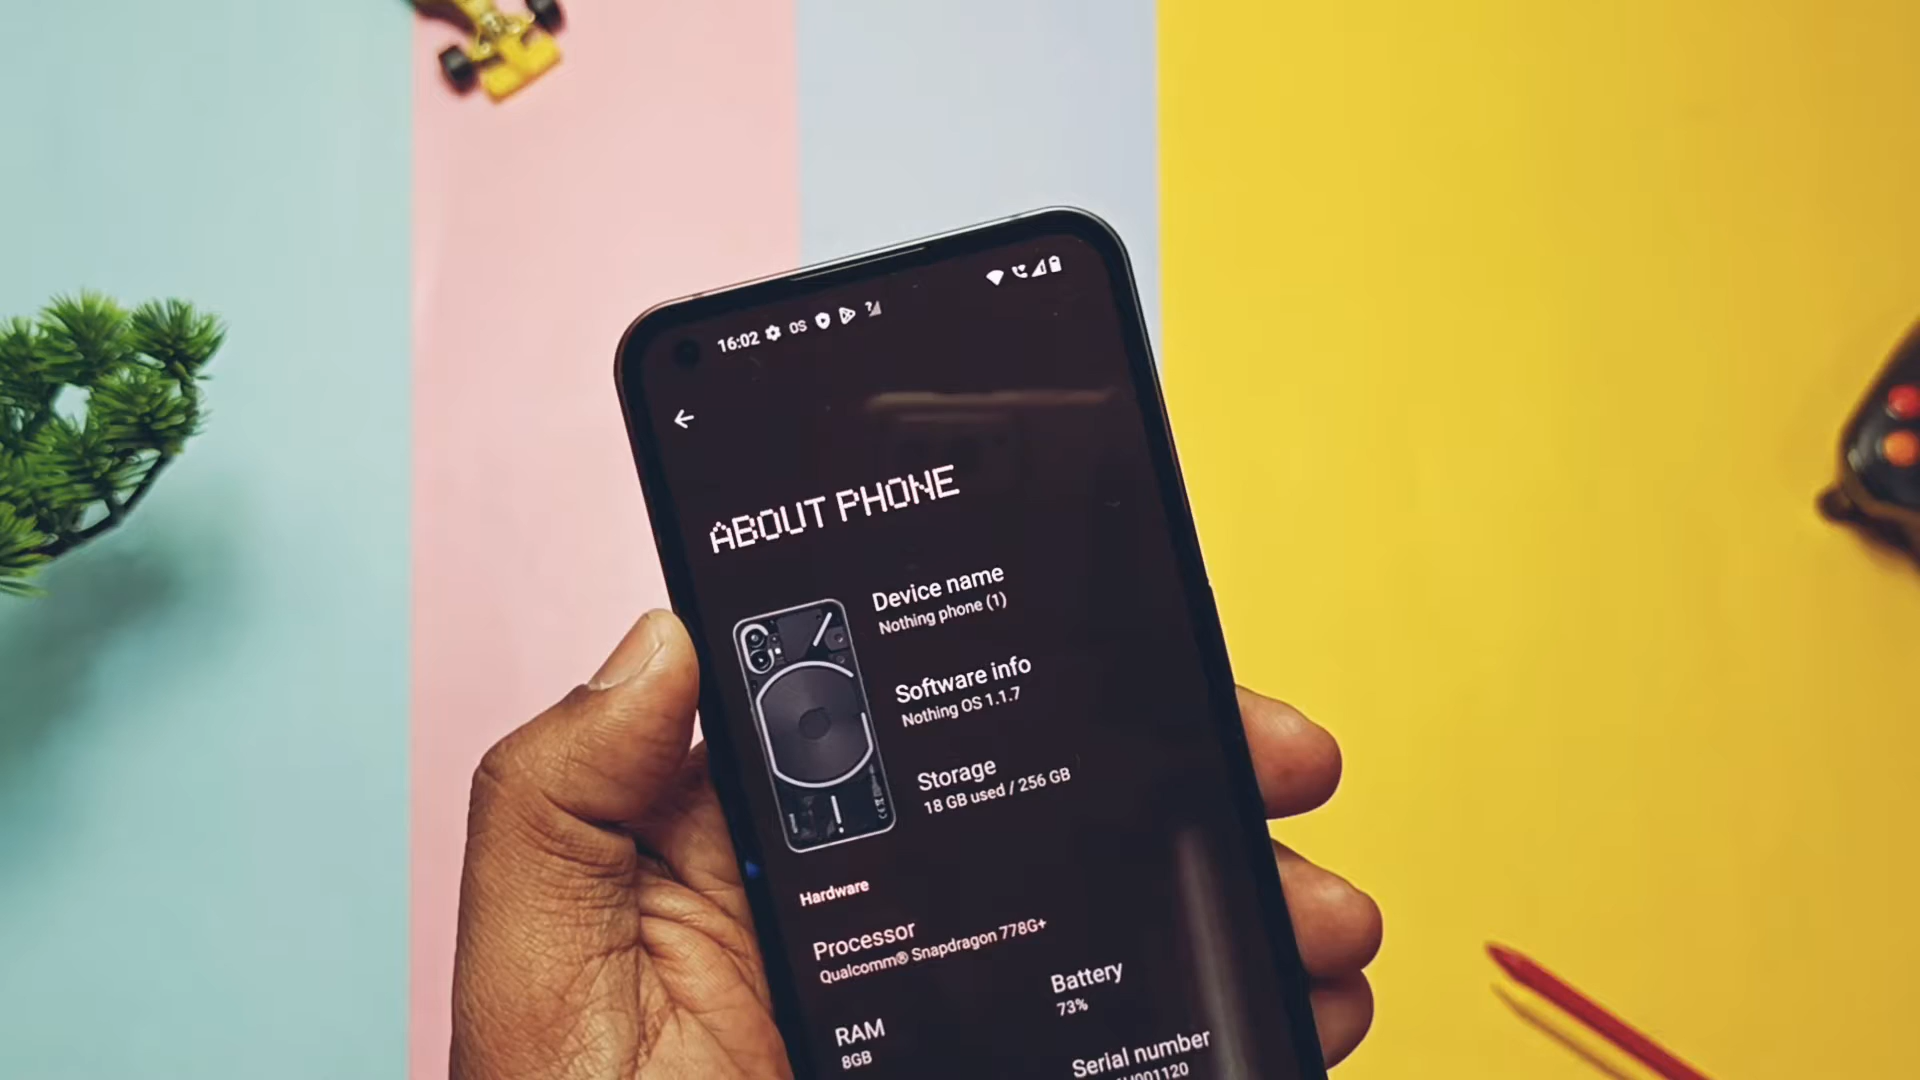 16:02 OS
ABOUT PHONE
Device name
Nothing phone (1)
Software info
Nothing OS 1.1.7
Storage
18 GB used / 256 GB
Hardware
Processor
Qualcomm® Snapdragon 778G+
Battery
73%
RAM
8GB
Serial number